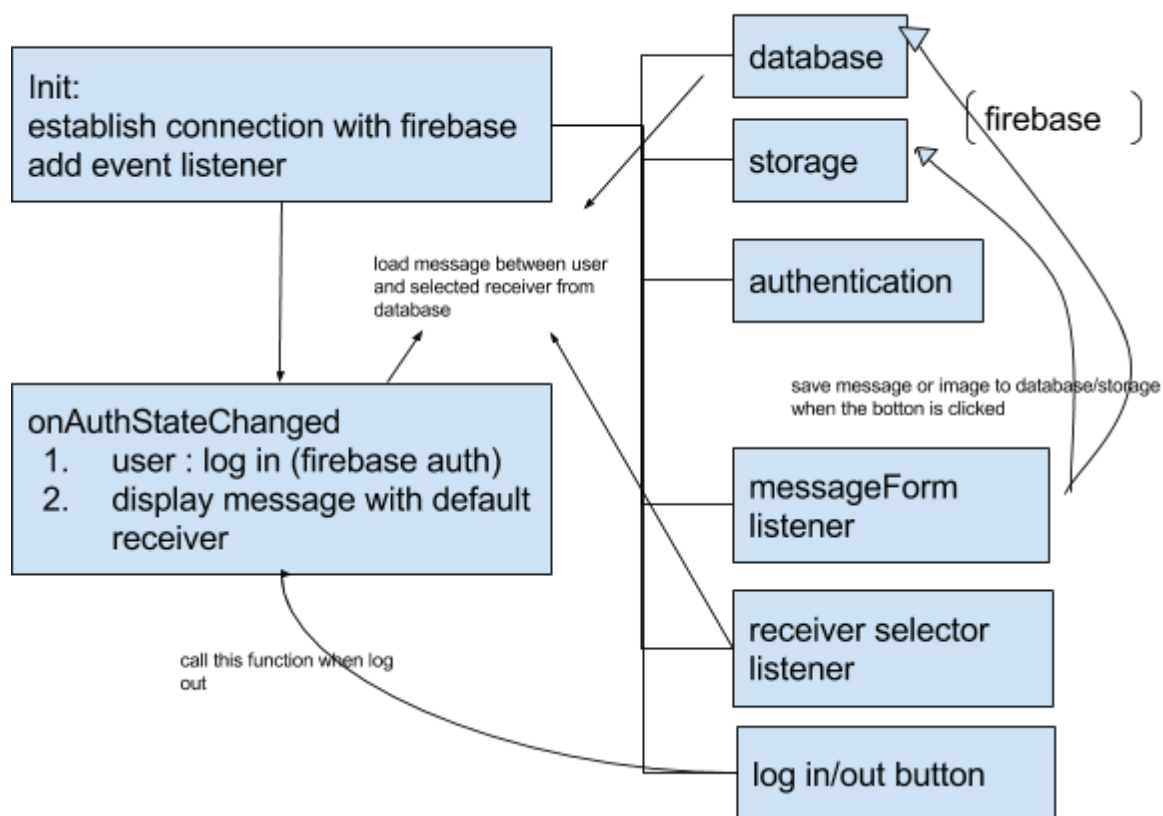 Init:
establish connection with firebase
add event listener
database
storage
authentication
firebase
load message between user
and selected receiver from
database
onAuthStateChanged
1. user : log in (firebase auth)
2. display message with default
receiver
save message or image to database/storage
when the botton is clicked
messageForm
listener
receiver selector
listener
call this function when log
out
log in/out button